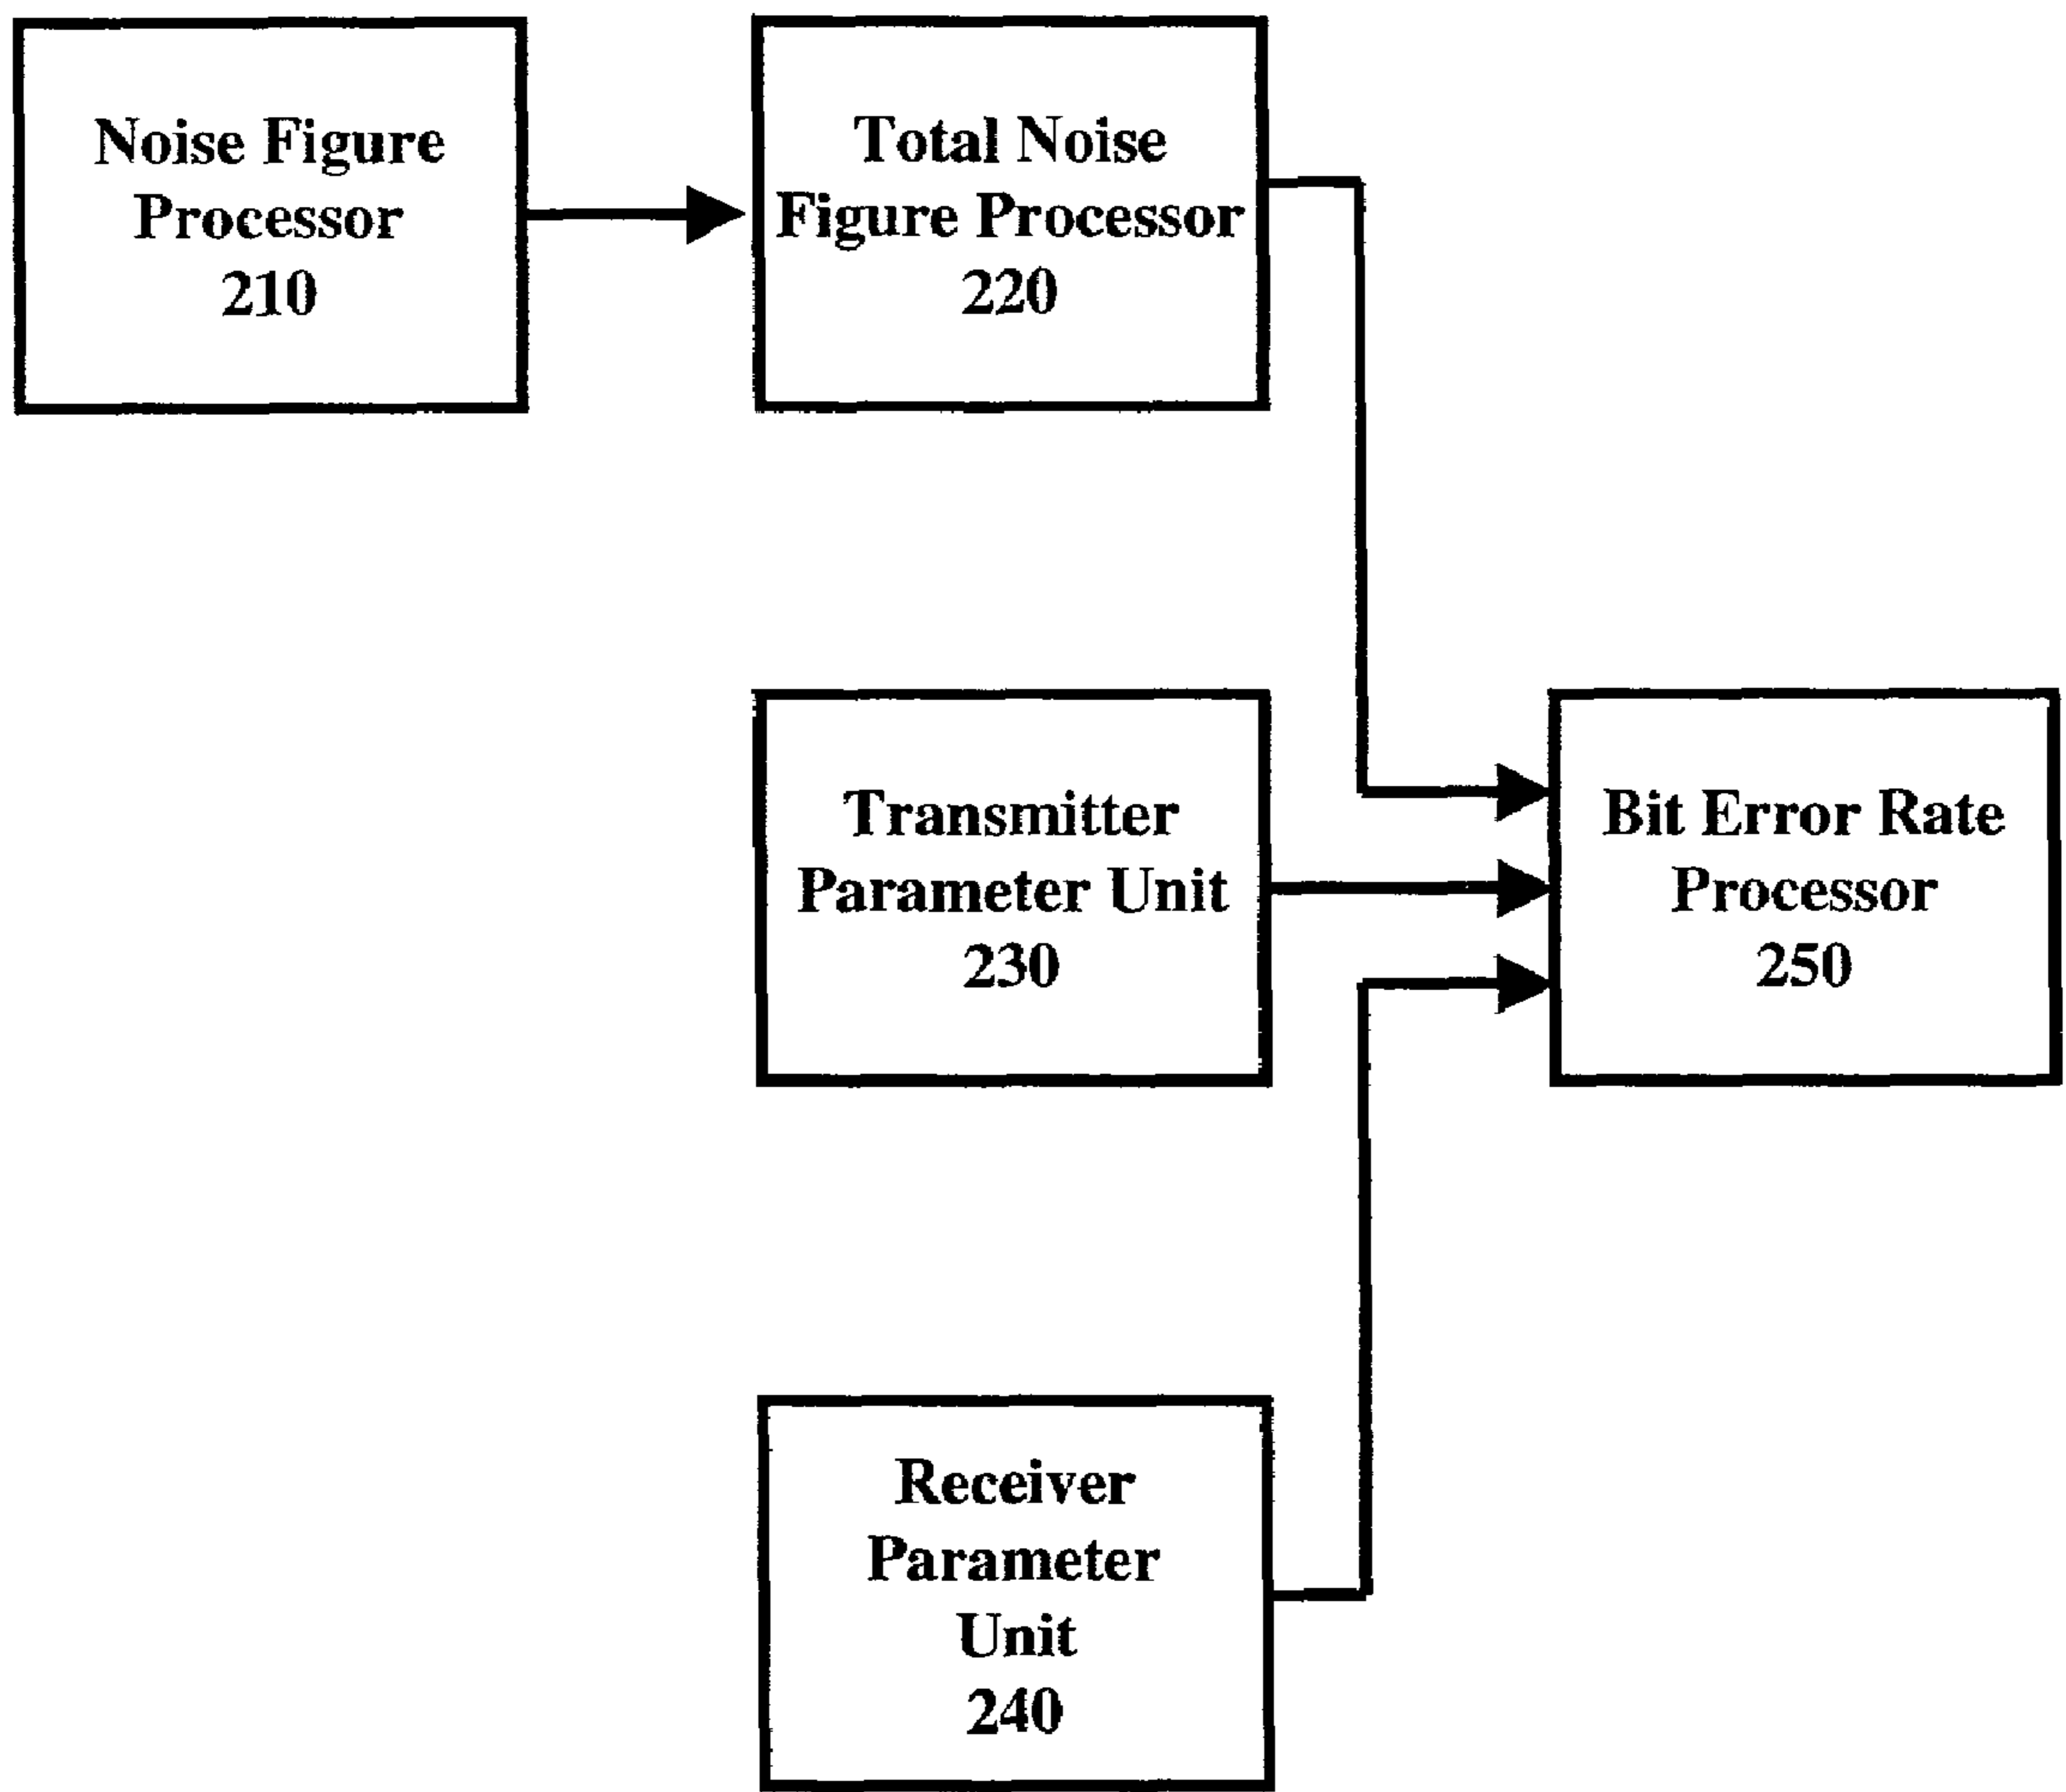 Noise Figure
Processor
210
Total Noise
Figure Processor
220
Transmitter
Parameter Unit
230
Bit Error Rate
Processor
250
Receiver
Parameter
Unit
240